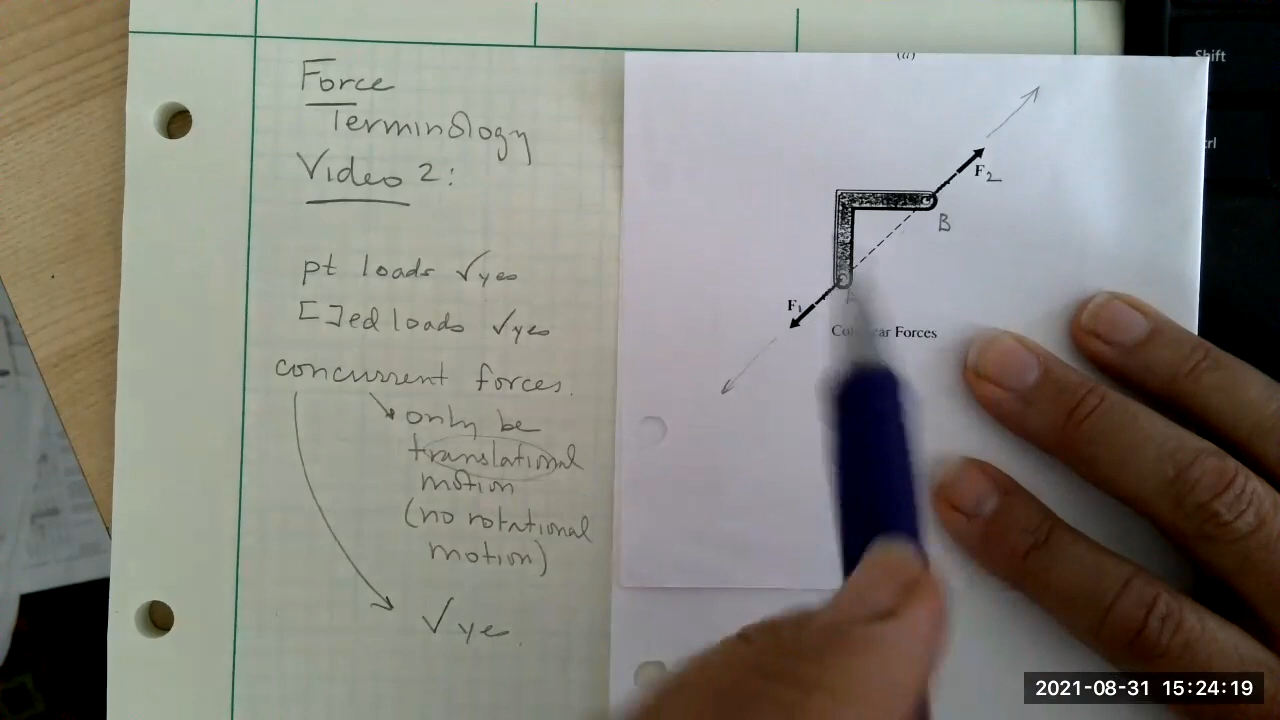 Force
Terminology
Video 2:
pt loads ✓yes
[ ]ed loads ✓yes
concurrent forces.
only be
translational
motion
(no rotational
motion)
✓ yes.
(a)
F2
B
F1
Forces
Shift
2021-08-31 15:24:19